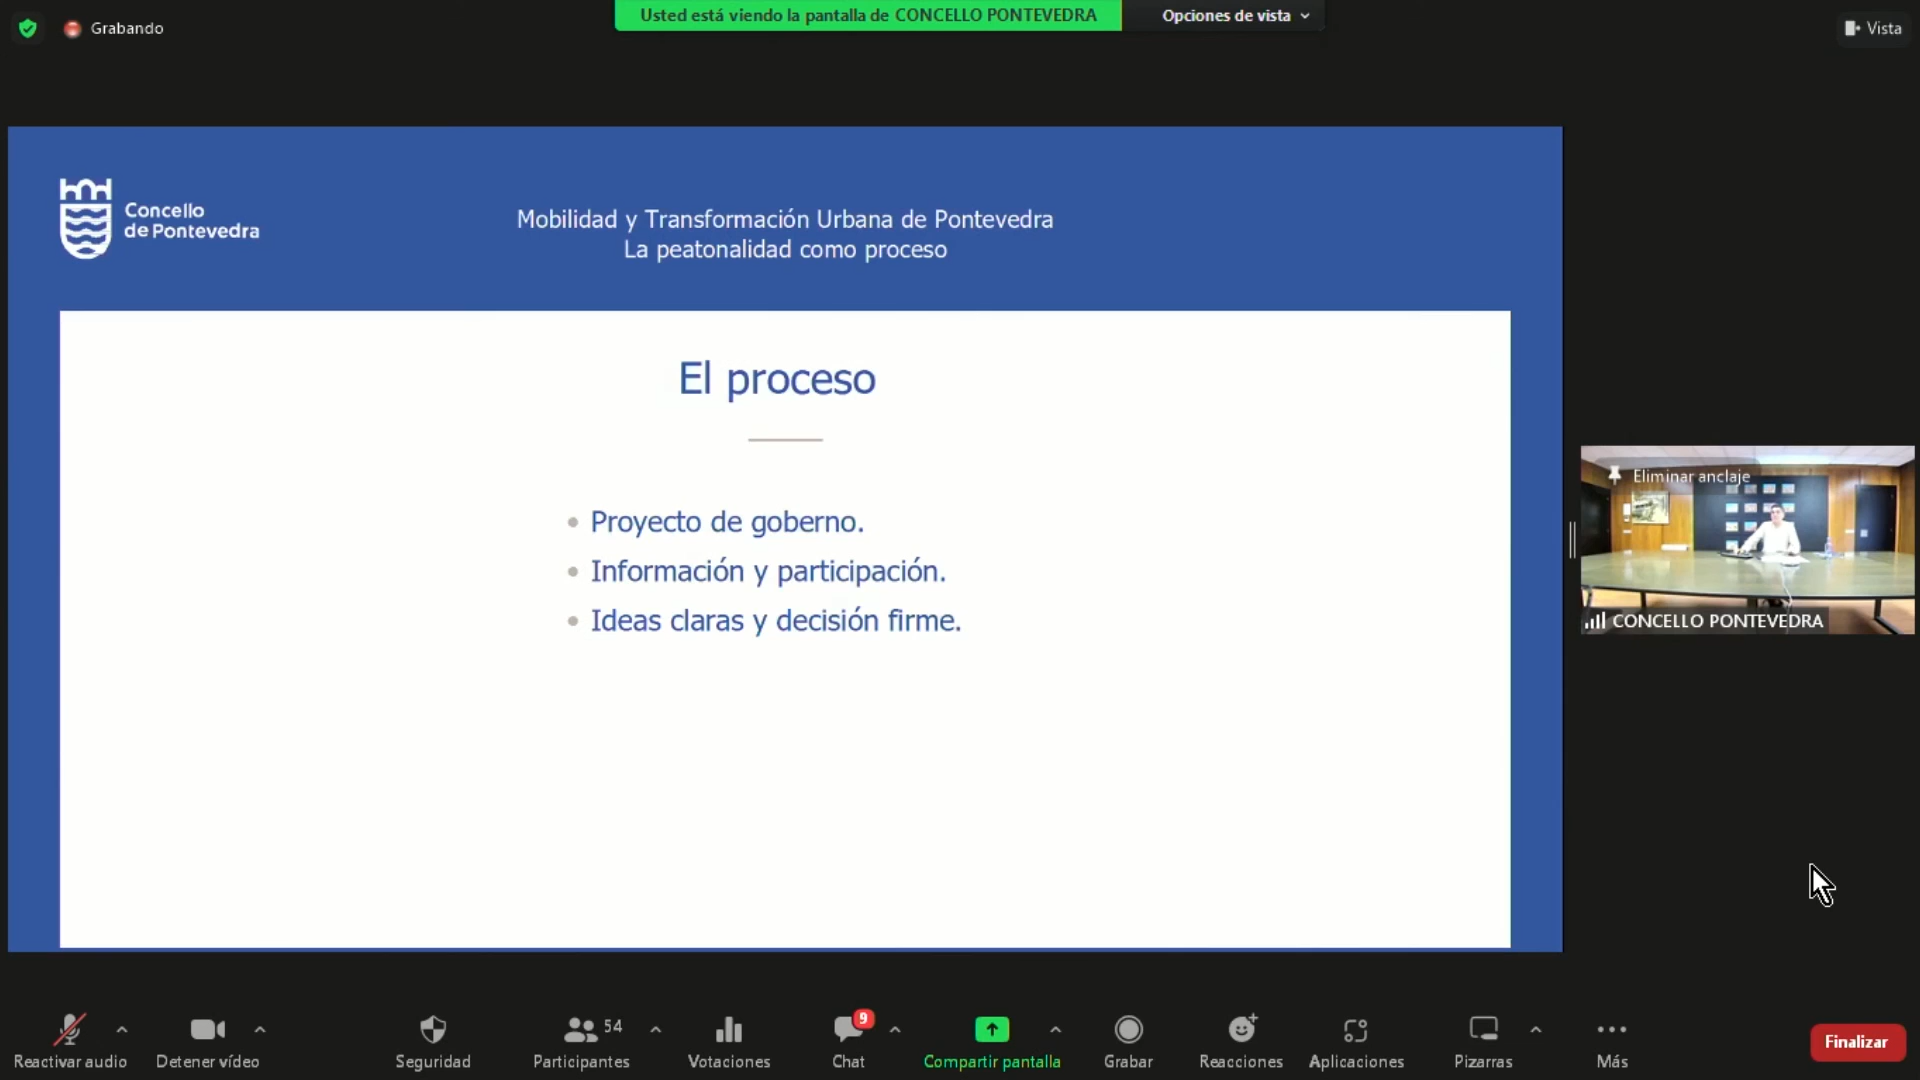 Grabando
Usted está viendo la pantalla de CONCELLO PONTEVEDRA
Opciones de vista
Vista
Concello
de Pontevedra
Mobilidad y Transformación Urbana de Pontevedra
La peatonalidad como proceso
El proceso
• Proyecto de goberno.
• Información y participación.
• Ideas claras y decisión firme.
Eliminar anclaje
CONCELLO PONTEVEDRA
Reactivar audio
Detener vídeo
Seguridad
54
Participantes
Votaciones
9
Chat
Compartir pantalla
Grabar
Reacciones
Aplicaciones
Pizarras
Más
Finalizar